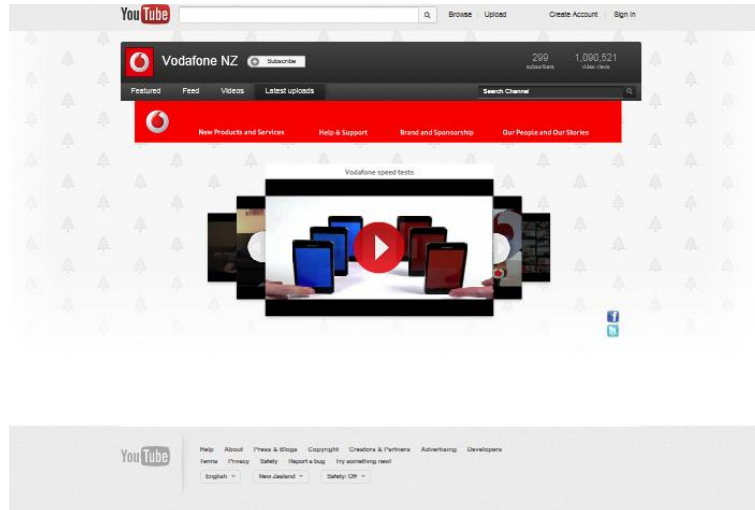 YouTube
Browse | Upload
Create Account | Sign In
Vodafone NZ
Subscribe
299
subscribers
1,090,521
video views
Featured
Feed
Videos
Latest uploads
Search Channel
New Products and Services
Help & Support
Brand and Sponsorship
Our People and Our Stories
Vodafone speed tests
YouTube
Help About Press & Blogs Copyright Creators & Partners Advertising Developers
Terms Privacy Safety Report a bug Try something new!
English
New Zealand
Safety: Off